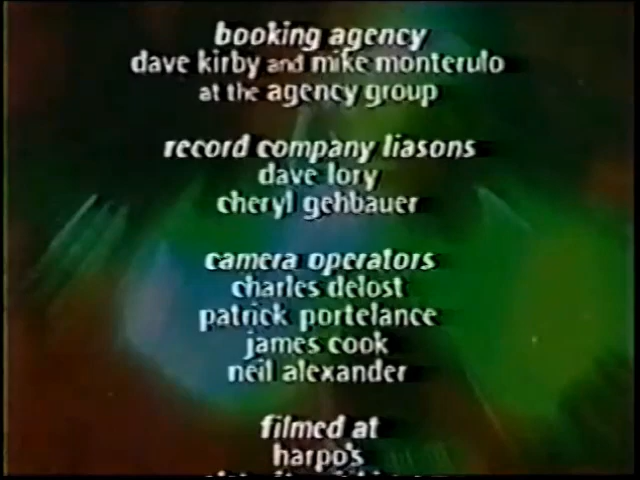 booking agency
dave kirby and mike monterulo
at the agency group
record company liasons
dave lory
cheryl gehbauer
camera operators
charles delost
patrick portelance
james cook
neil alexander
filmed at
harpo's